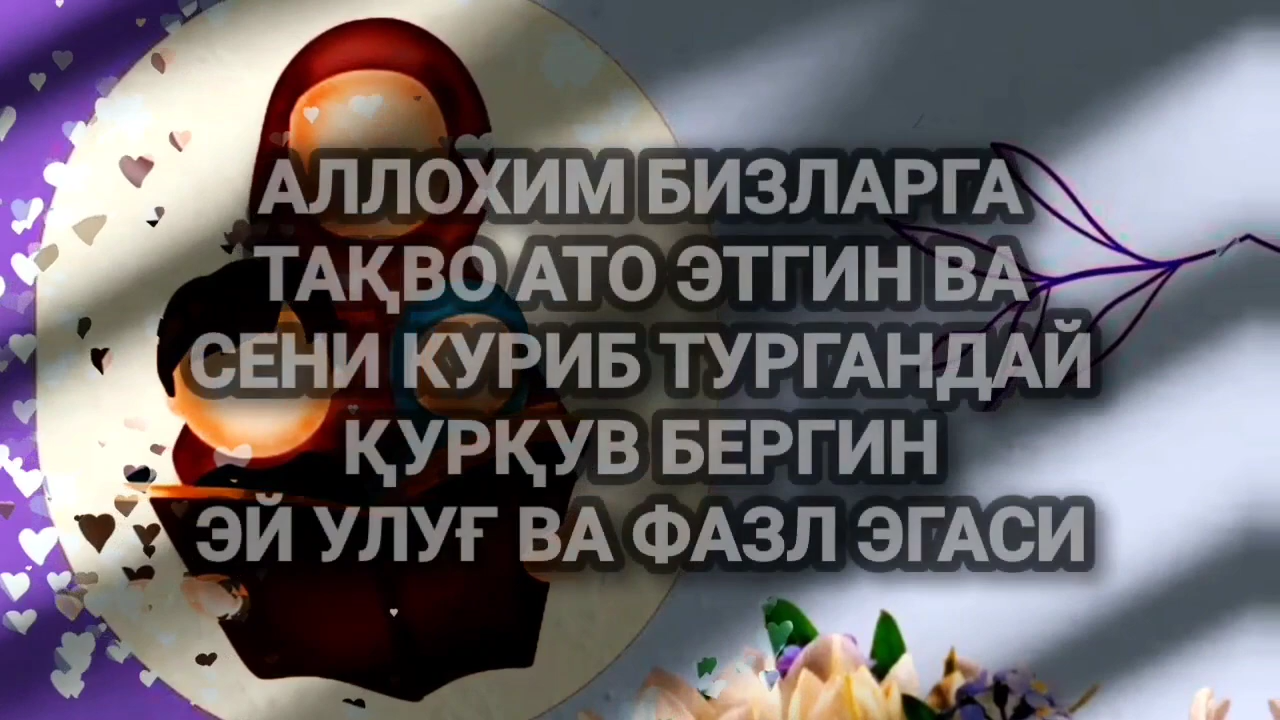 АЛЛОХИМ БИЗЛАРГА
ТАҚВО АТО ЭТГИН ВА
СЕНИ КУРИБ ТУРГАНДАЙ
ҚУРҚУВ БЕРГИН
ЭЙ УЛУҒ ВА ФАЗЛ ЭГАСИ